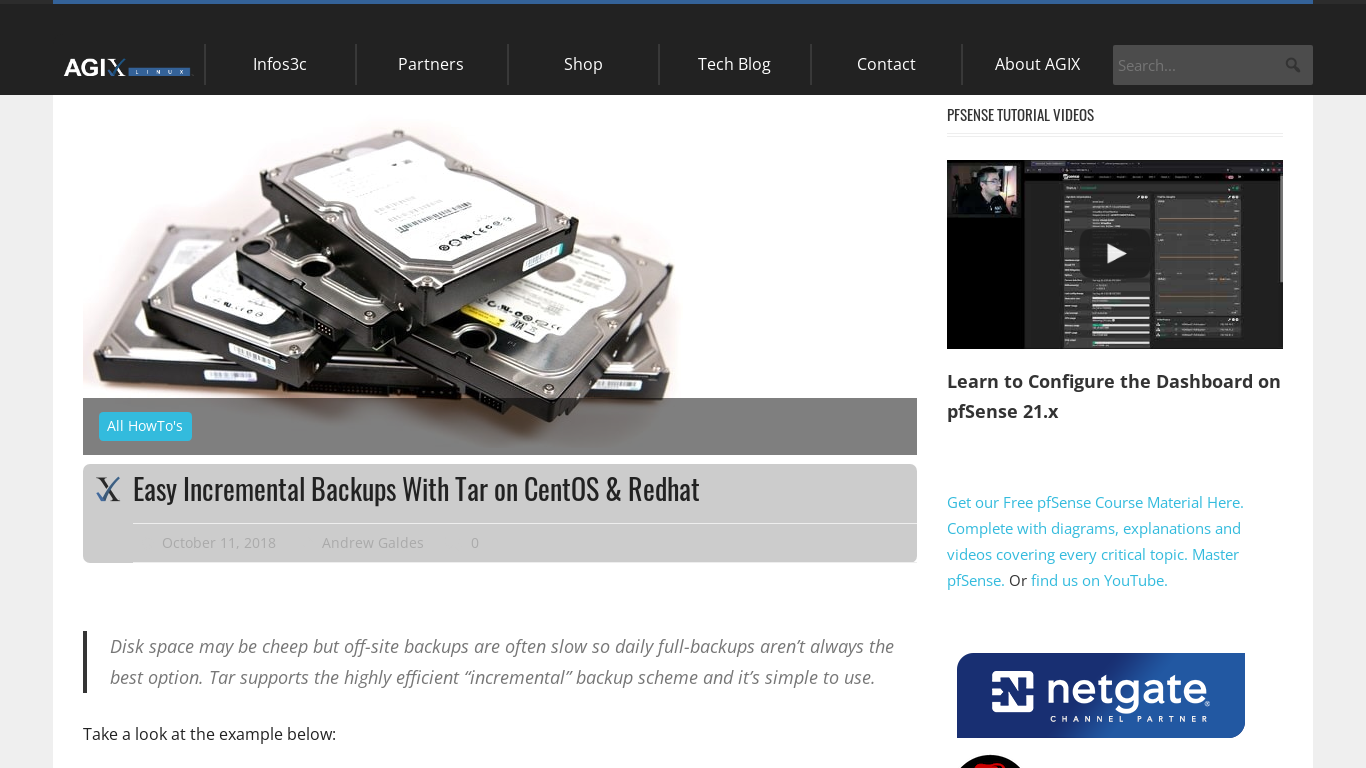 AGIX
LINUX
Infos3c
Partners
Shop
Tech Blog
Contact
About AGIX
Search...
PFSENSE TUTORIAL VIDEOS
All HowTo's
Learn to Configure the Dashboard on
pfSense 21.x
Easy Incremental Backups With Tar on CentOS & Redhat
October 11, 2018
Andrew Galdes
0
Get our Free pfSense Course Material Here.
Complete with diagrams, explanations and
videos covering every critical topic. Master
pfSense. Or find us on YouTube.
Disk space may be cheep but off-site backups are often slow so daily full-backups aren’t always the
best option. Tar supports the highly efficient “incremental” backup scheme and it’s simple to use.
netgate®
CHANNEL PARTNER
Take a look at the example below: